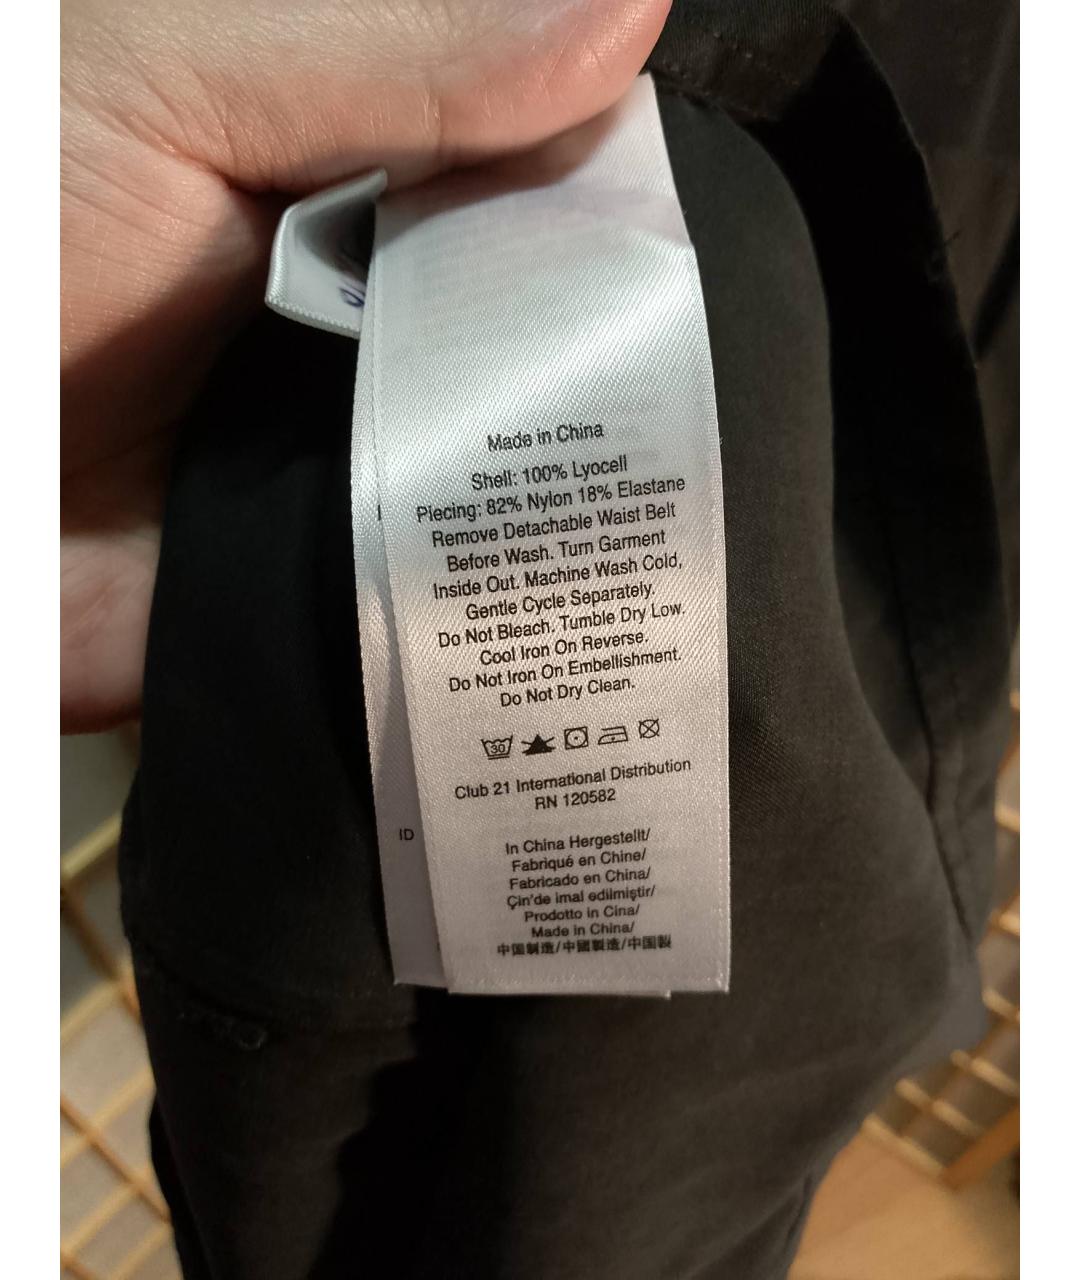 Made in China
Shell: 100% Lyocell
Piecing: 82% Nylon 18% Elastane
Remove Detachable Waist Belt
Before Wash. Turn Garment
Inside Out. Machine Wash Cold,
Gentle Cycle Separately.
Do Not Bleach. Tumble Dry Low.
Cool Iron On Reverse.
Do Not Iron On Embellishment.
Do Not Dry Clean.
30
Club 21 International Distribution
RN 120582
ID
In China Hergestellt/
Fabriqué en Chine/
Fabricado en China/
Çin'de imal edilmiştir/
Prodotto in Cina/
Made in China/
中国制造/中國製造/中国製